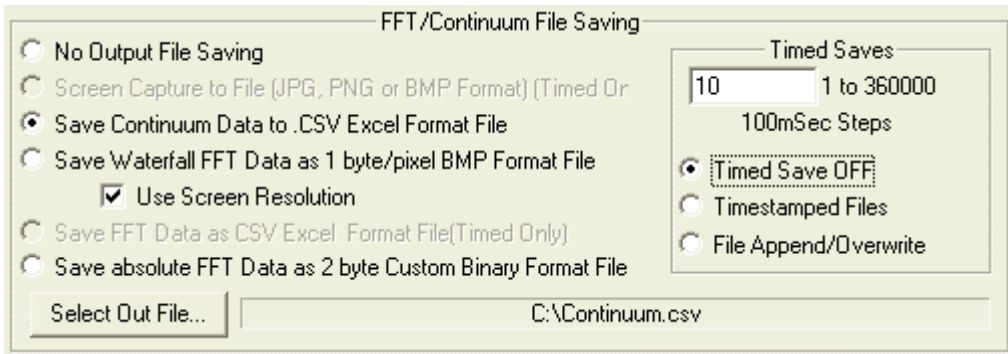 FFT/Continuum File Saving
No Output File Saving
Screen Capture to File (JPG, PNG or BMP Format) (Timed Or
Save Continuum Data to .CSV Excel Format File
Save Waterfall FFT Data as 1 byte/pixel BMP Format File
Use Screen Resolution
Save FFT Data as CSV Excel Format File(Timed Only)
Save absolute FFT Data as 2 byte Custom Binary Format File
Timed Saves
10 1 to 360000
100mSec Steps
Timed Save OFF
Timestamped Files
File Append/Overwrite
Select Out File... C:\Continuum.csv